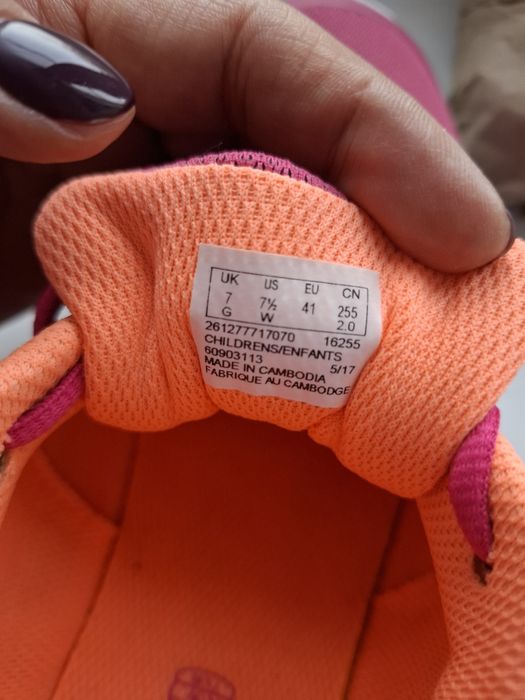 UK US EU CN
7 7½ 41 255
G W 2.0
261277717070 16255
CHILDRENS/ENFANTS
60903113 5/17
MADE IN CAMBODIA
FABRIQUE AU CAMBODGE